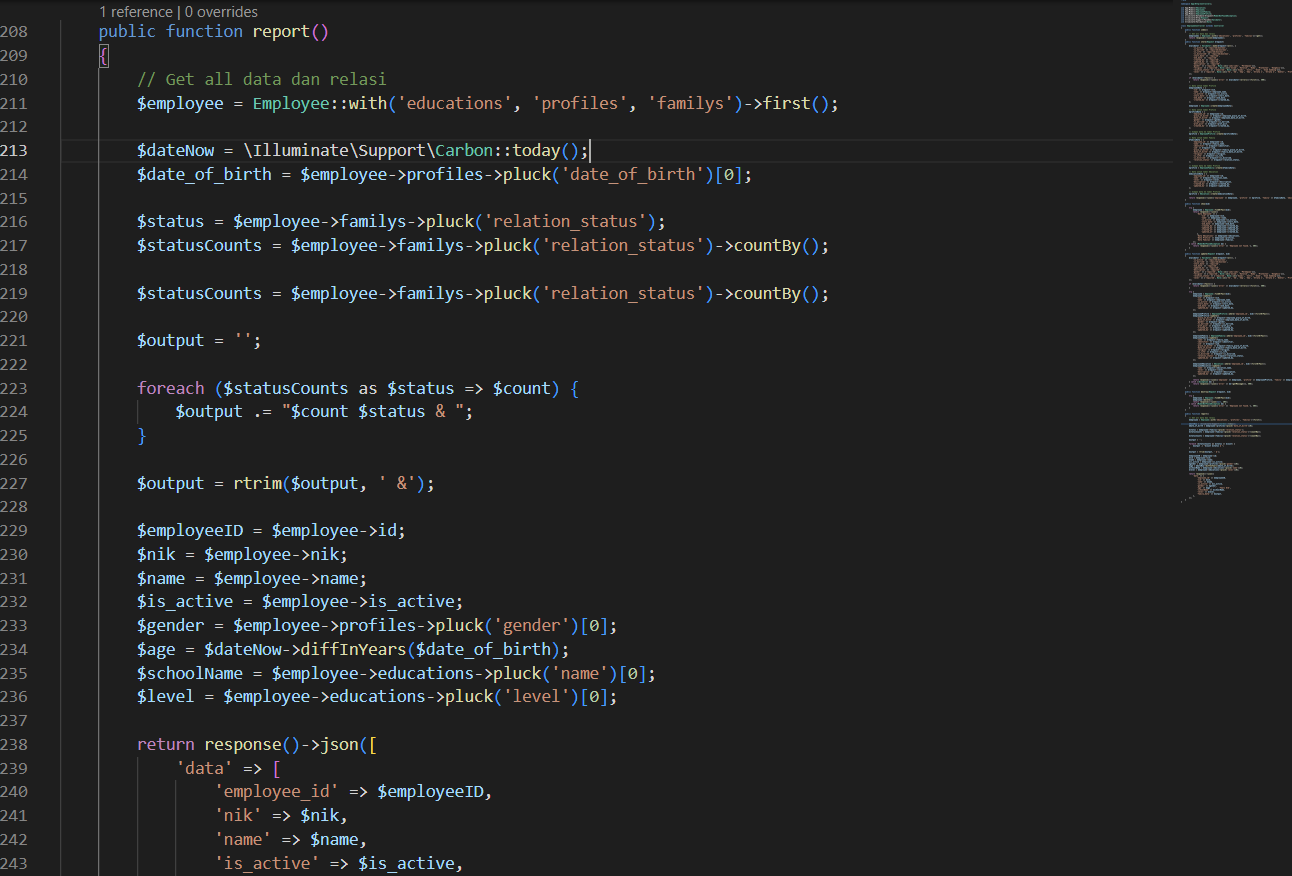 1 reference | 0 overrides
208 public function report()
209 {
210 // Get all data dan relasi
211 $employee = Employee::with('educations', 'profiles', 'familys')->first();
212
213 $dateNow = \Illuminate\Support\Carbon::today();
214 $date_of_birth = $employee->profiles->pluck('date_of_birth')[0];
215
216 $status = $employee->familys->pluck('relation_status');
217 $statusCounts = $employee->familys->pluck('relation_status')->countBy();
218
219 $statusCounts = $employee->familys->pluck('relation_status')->countBy();
220
221 $output = '';
222
223 foreach ($statusCounts as $status => $count) {
224 $output .= "$count $status & ";
225 }
226
227 $output = rtrim($output, ' &');
228
229 $employeeID = $employee->id;
230 $nik = $employee->nik;
231 $name = $employee->name;
232 $is_active = $employee->is_active;
233 $gender = $employee->profiles->pluck('gender')[0];
234 $age = $dateNow->diffInYears($date_of_birth);
235 $schoolName = $employee->educations->pluck('name')[0];
236 $level = $employee->educations->pluck('level')[0];
237
238 return response()->json([
239 'data' => [
240 'employee_id' => $employeeID,
241 'nik' => $nik,
242 'name' => $name,
243 'is_active' => $is_active,